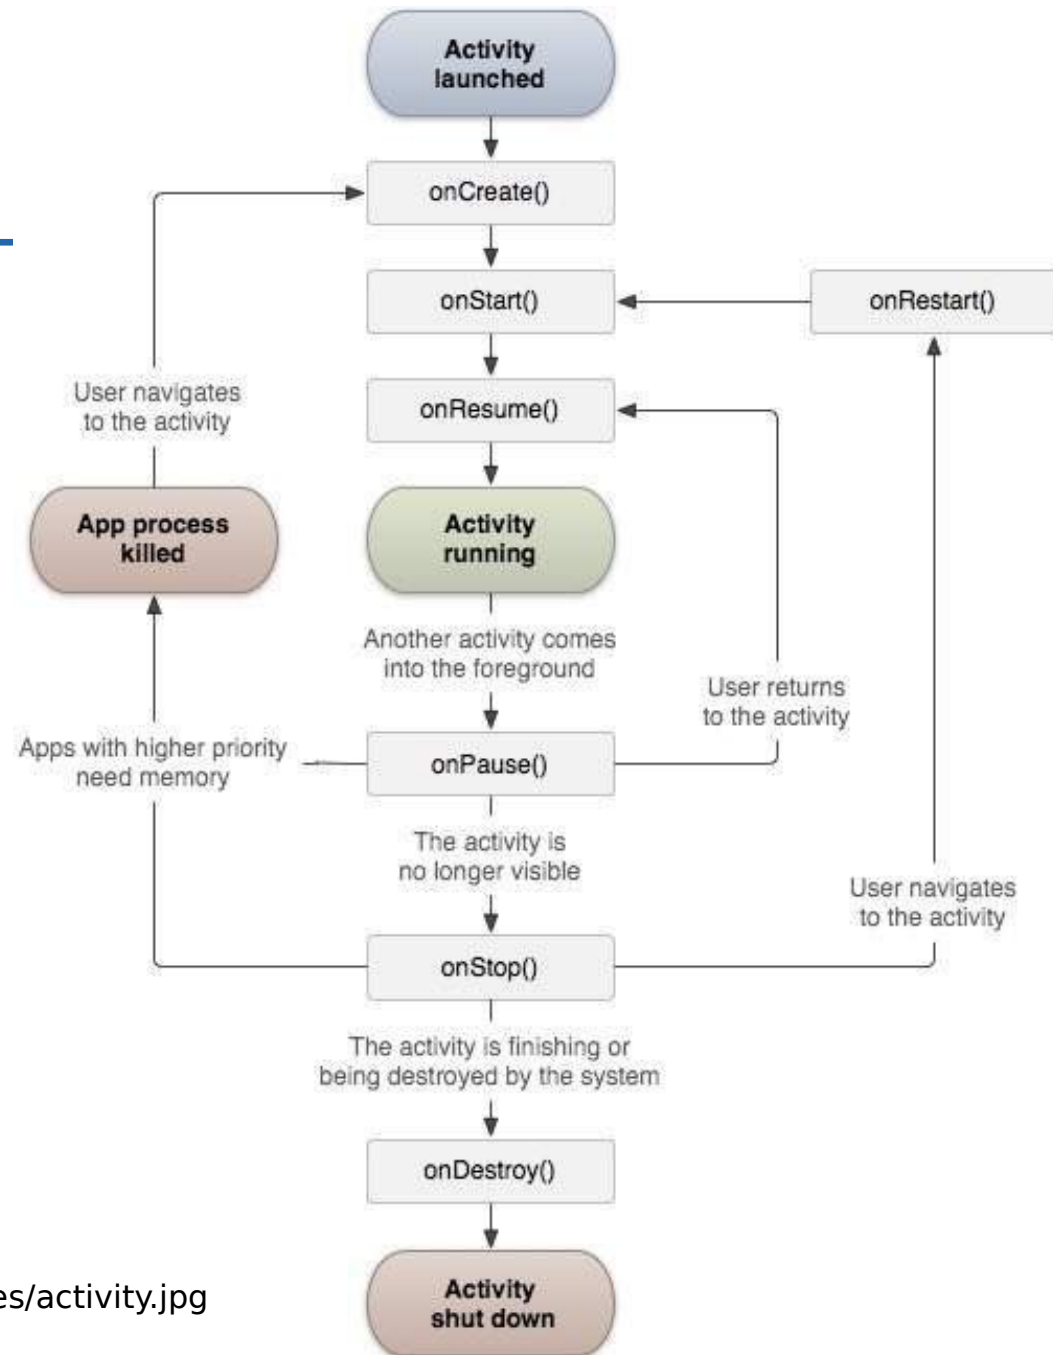 Activity
launched
onCreate()
onStart()
onRestart()
User navigates
to the activity
onResume()
App process
killed
Activity
running
Another activity comes
into the foreground
User returns
to the activity
Apps with higher priority
need memory
onPause()
The activity is
no longer visible
User navigates
to the activity
onStop()
The activity is finishing or
being destroyed by the system
onDestroy()
Activity
shut down
es/activity.jpg